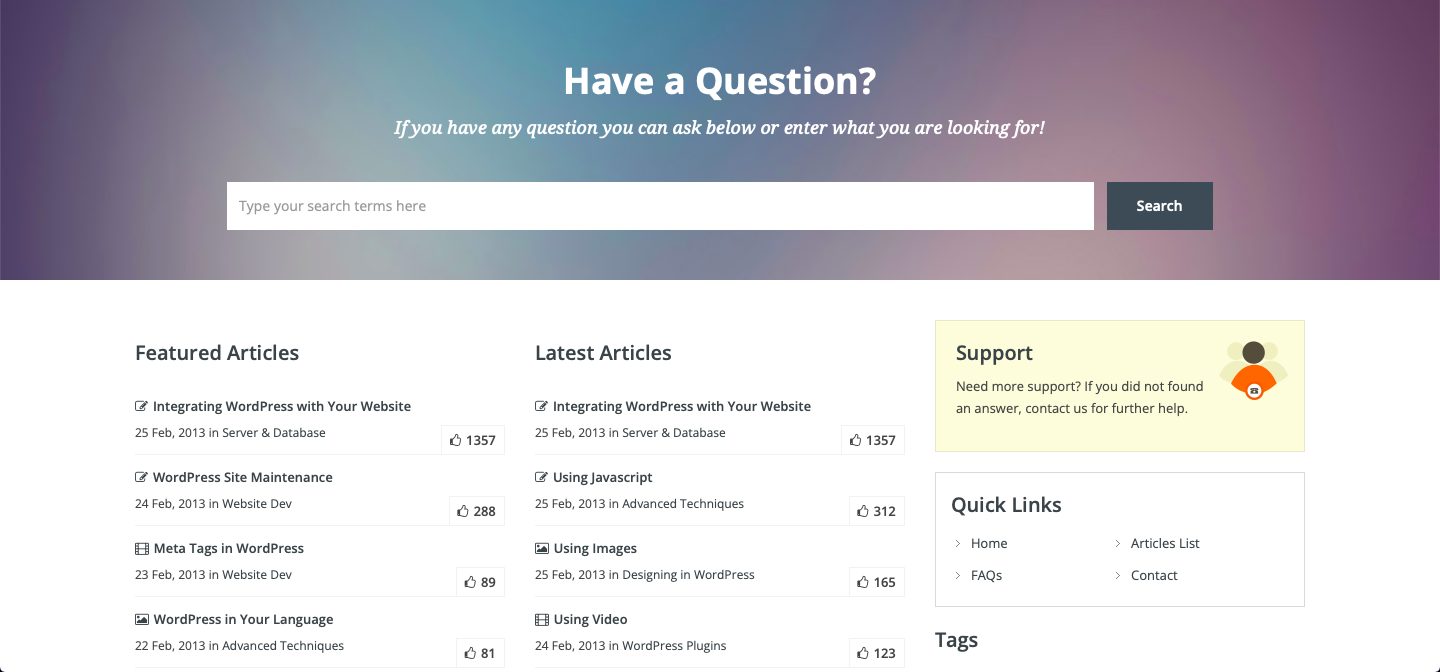 Have a Question?
If you have any question you can ask below or enter what you are looking for!
Type your search terms here
Search
Featured Articles
Integrating WordPress with Your Website
25 Feb, 2013 in Server & Database
1357
WordPress Site Maintenance
24 Feb, 2013 in Website Dev
288
Meta Tags in WordPress
23 Feb, 2013 in Website Dev
89
WordPress in Your Language
22 Feb, 2013 in Advanced Techniques
81
Latest Articles
Integrating WordPress with Your Website
25 Feb, 2013 in Server & Database
1357
Using Javascript
25 Feb, 2013 in Advanced Techniques
312
Using Images
25 Feb, 2013 in Designing in WordPress
165
Using Video
24 Feb, 2013 in WordPress Plugins
123
Support
Need more support? If you did not found
an answer, contact us for further help.
Quick Links
Home
Articles List
FAQs
Contact
Tags